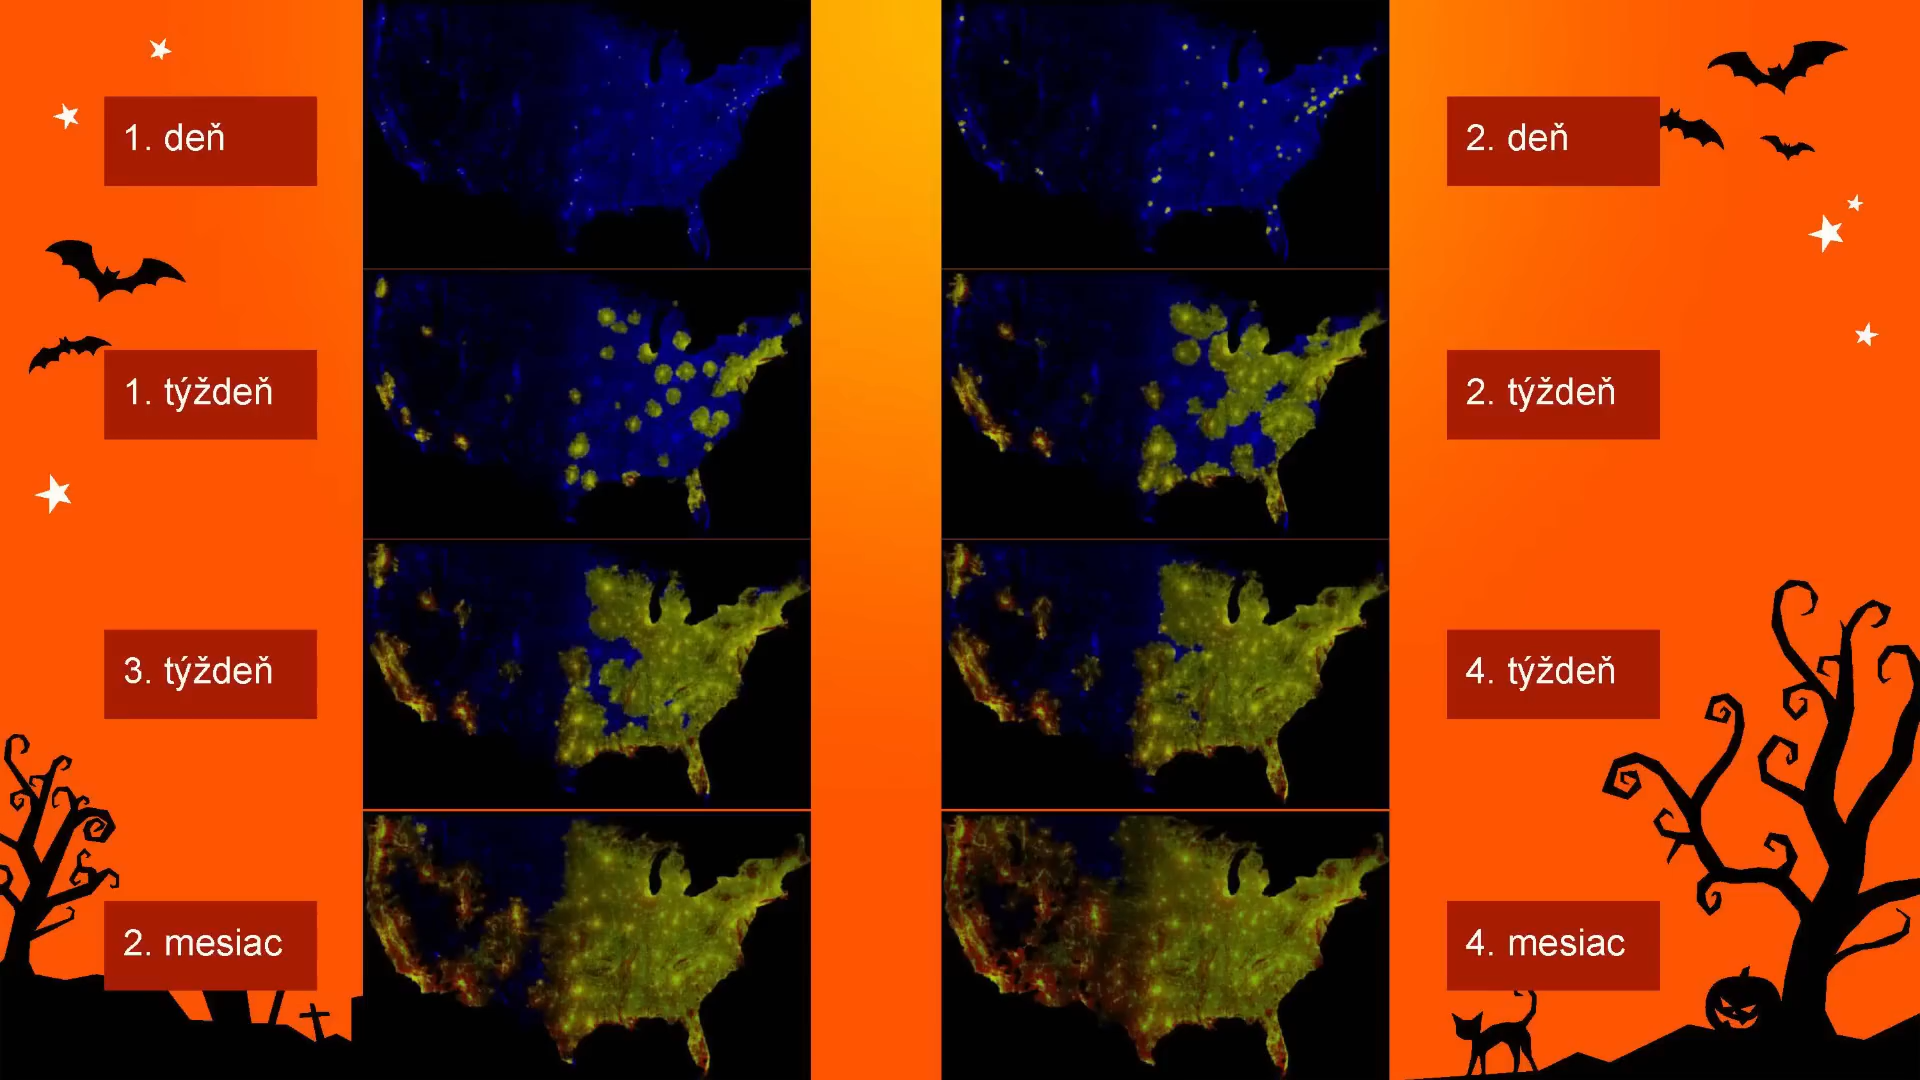 1. deň
2. deň
1. týždeň
2. týždeň
3. týždeň
4. týždeň
2. mesiac
4. mesiac